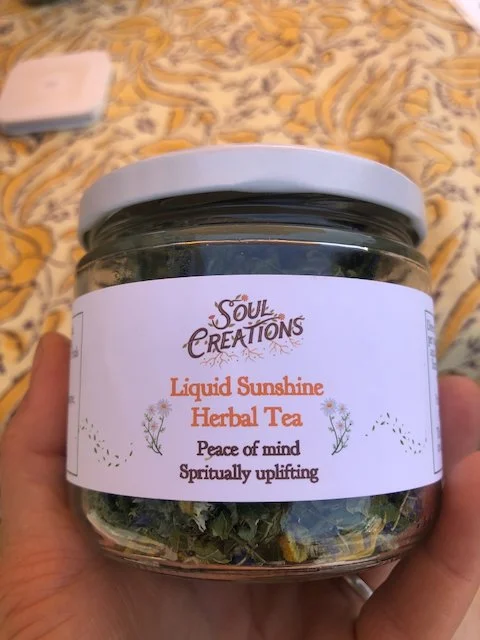 SOUL
CREATIONS
Liquid Sunshine
Herbal Tea
Peace of mind
Spritually uplifting